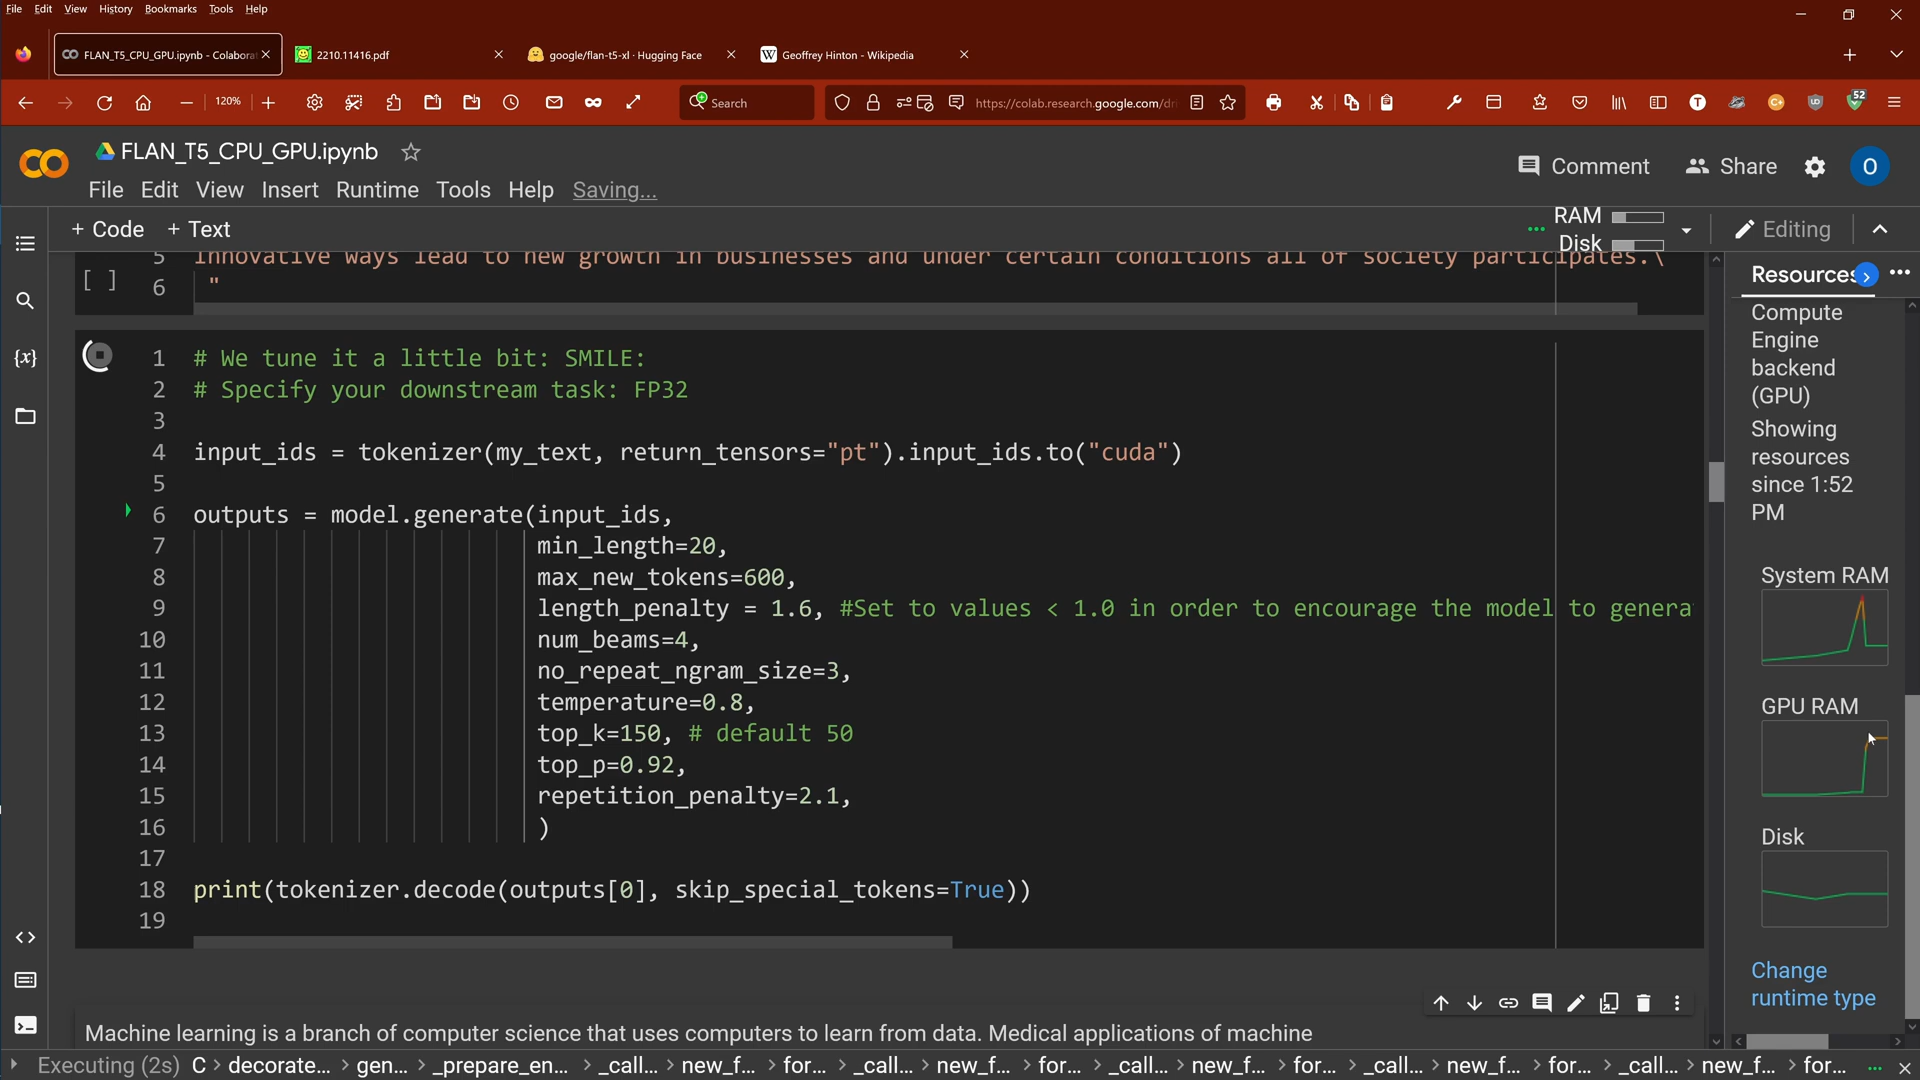 File Edit View History Bookmarks Tools Help
FLAN_T5_CPU_GPU.ipynb - Colabora
2210.11416.pdf
google/flan-t5-xl · Hugging Face
Geoffrey Hinton - Wikipedia
120%
Search
https://colab.research.google.com/dri
52
FLAN_T5_CPU_GPU.ipynb
Comment
Share
O
File Edit View Insert Runtime Tools Help Saving...
+ Code + Text
RAM
Disk
Editing
5 innovative ways lead to new growth in businesses and under certain conditions all of society participates.\
[ ] 6 "
Resources
Compute
Engine
backend
(GPU)
Showing
resources
since 1:52
PM
System RAM
GPU RAM
Disk
Change
runtime type
1 # We tune it a little bit: SMILE:
2 # Specify your downstream task: FP32
3
4 input_ids = tokenizer(my_text, return_tensors="pt").input_ids.to("cuda")
5
6 outputs = model.generate(input_ids,
7 min_length=20,
8 max_new_tokens=600,
9 length_penalty = 1.6, #Set to values < 1.0 in order to encourage the model to genera
10 num_beams=4,
11 no_repeat_ngram_size=3,
12 temperature=0.8,
13 top_k=150, # default 50
14 top_p=0.92,
15 repetition_penalty=2.1,
16 )
17
18 print(tokenizer.decode(outputs[0], skip_special_tokens=True))
19
Machine learning is a branch of computer science that uses computers to learn from data. Medical applications of machine
Executing (2s) C > decorate... > gen... > _prepare_en... > _call... > new_f... > for... > _call... > new_f... > for... > _call... > new_f... > for... > _call... > new_f... > for... > _call... > new_f... > for... ...